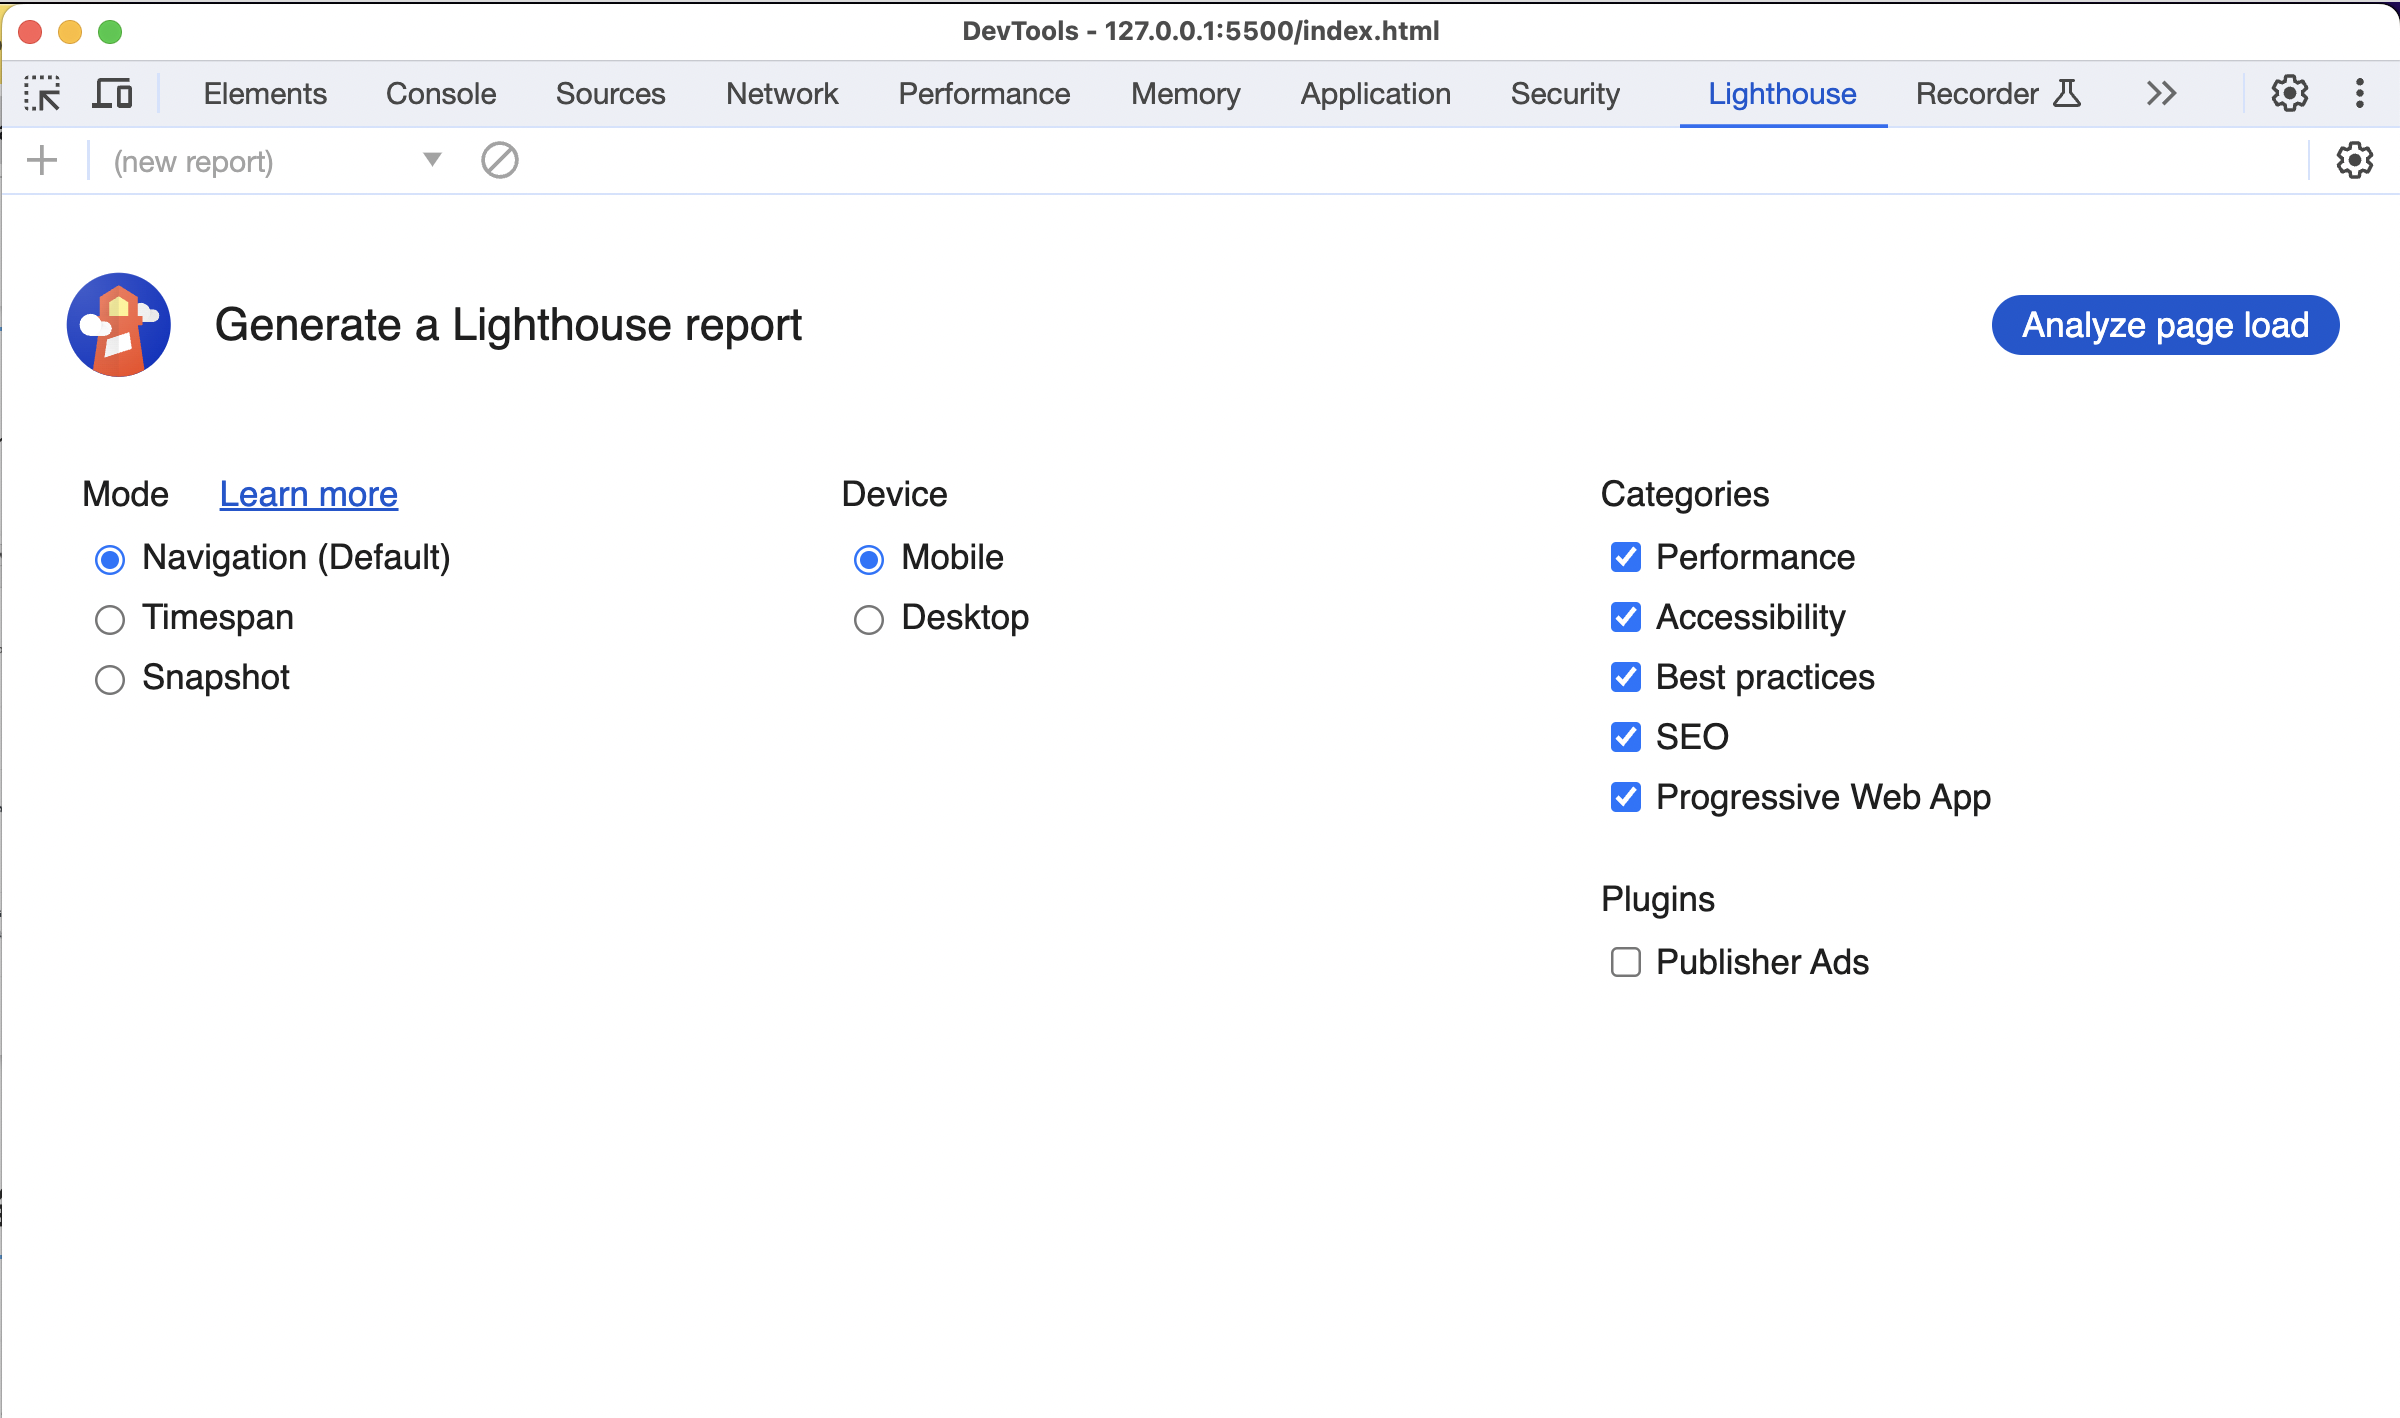 DevTools - 127.0.0.1:5500/index.html
Elements Console Sources Network Performance Memory Application Security Lighthouse Recorder
(new report)
Generate a Lighthouse report
Analyze page load
Mode Learn more
Navigation (Default)
Timespan
Snapshot
Device
Mobile
Desktop
Categories
Performance
Accessibility
Best practices
SEO
Progressive Web App
Plugins
Publisher Ads